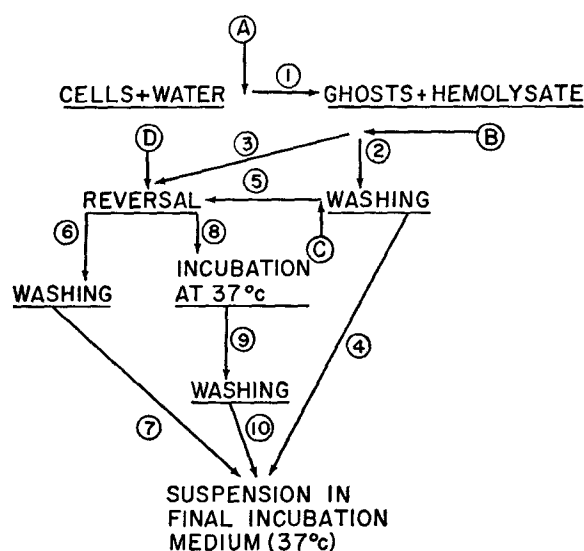 A
1
CELLS+WATER
GHOSTS+HEMOLYSATE
D
3
B
2
5
REVERSAL
WASHING
6
8
C
INCUBATION
AT 37°C
WASHING
9
4
WASHING
7
10
SUSPENSION IN
FINAL INCUBATION
MEDIUM (37°C)